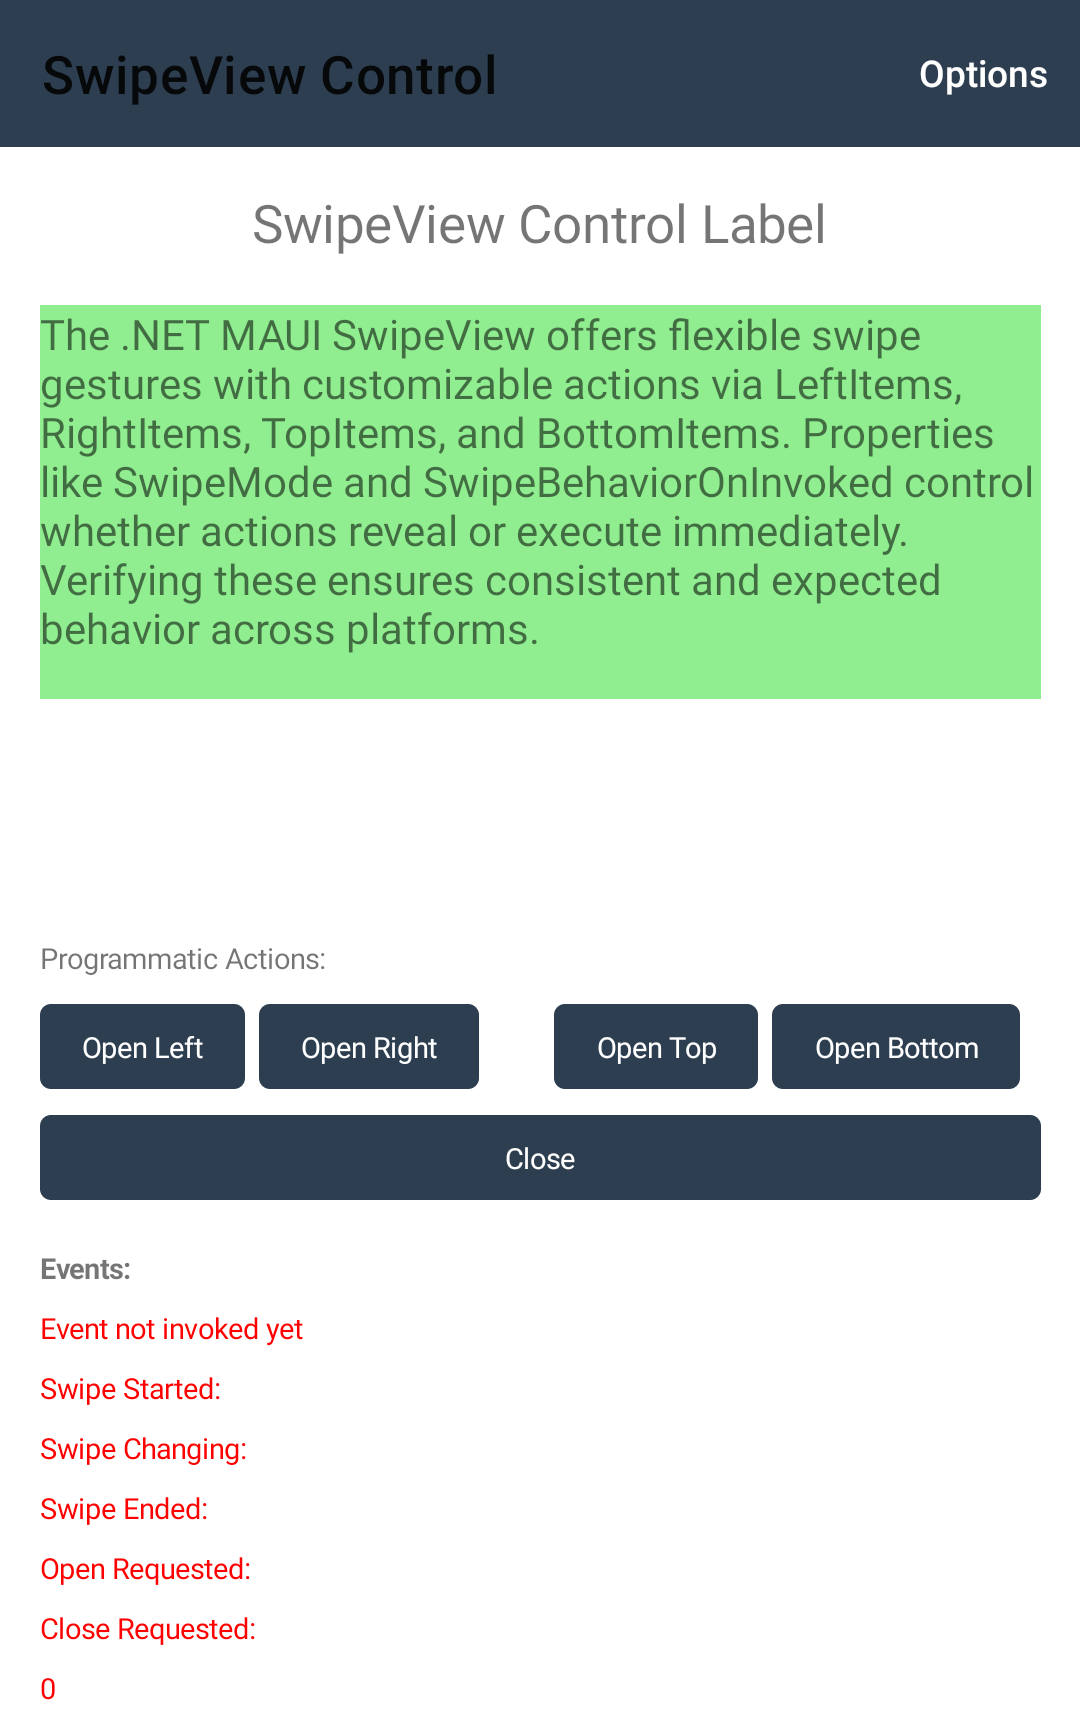 SwipeView Control
Options
SwipeView Control Label
The .NET MAUI SwipeView offers flexible swipe
gestures with customizable actions via LeftItems,
RightItems, TopItems, and BottomItems. Properties
like SwipeMode and SwipeBehaviorOnInvoked control
whether actions reveal or execute immediately.
Verifying these ensures consistent and expected
behavior across platforms.
Programmatic Actions:
Open Left
Open Right
Open Top
Open Bottom
Close
Events:
Event not invoked yet
Swipe Started:
Swipe Changing:
Swipe Ended:
Open Requested:
Close Requested:
0